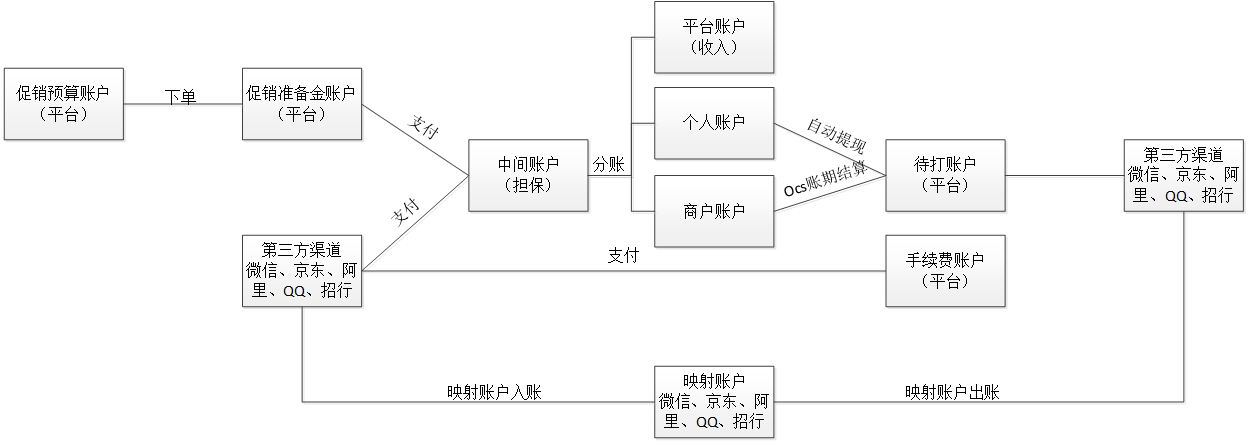 平台账户
（收入）
促销预算账户
（平台）
下单
促销准备金账户
（平台）
支付
中间账户
（担保）
分账
个人账户
自动提现
商户账户
Ocs账期结算
待打账户
（平台）
第三方渠道
微信、京东、阿
里、QQ、招行
支付
第三方渠道
微信、京东、阿
里、QQ、招行
支付
手续费账户
（平台）
映射账户入账
映射账户
微信、京东、阿
里、QQ、招行
映射账户出账